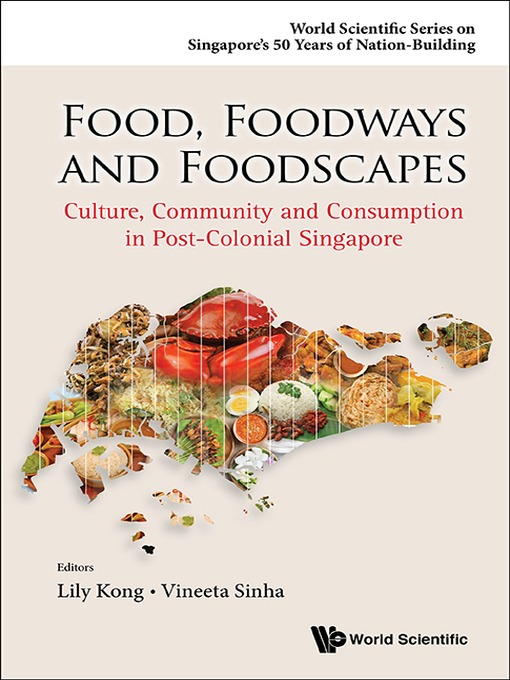 World Scientific Series on
Singapore's 50 Years of Nation-Building
FOOD, FOODWAYS
AND FOODSCAPES
Culture, Community and Consumption
in Post-Colonial Singapore
Editors
Lily Kong • Vineeta Sinha
World Scientific